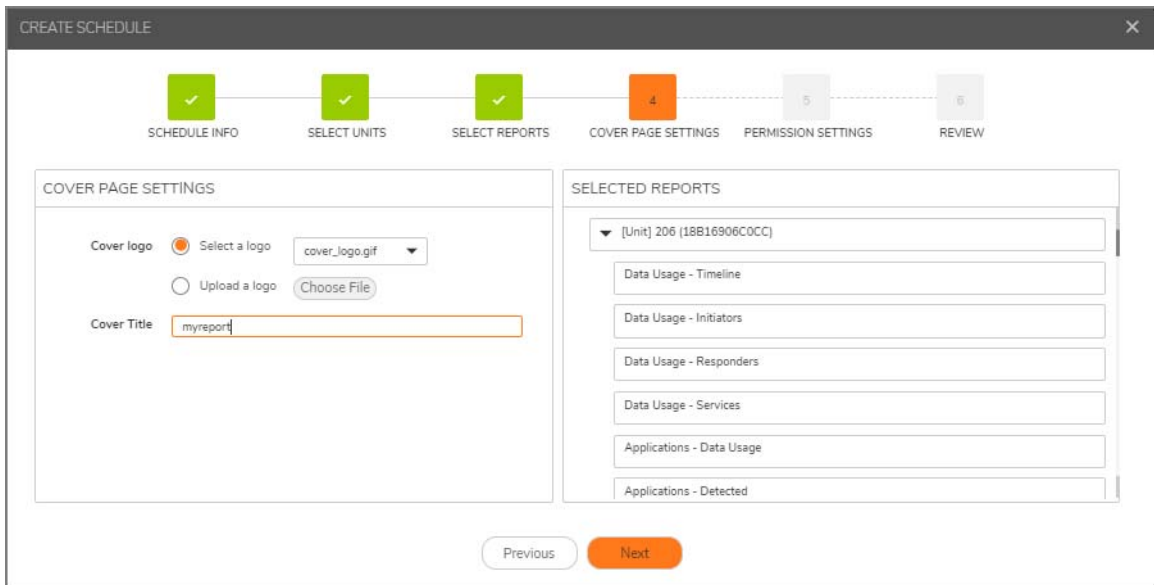 CREATE SCHEDULE
4
5
6
SCHEDULE INFO
SELECT UNITS
SELECT REPORTS
COVER PAGE SETTINGS
PERMISSION SETTINGS
REVIEW
COVER PAGE SETTINGS
Cover logo
Select a logo
cover_logo.gif
Upload a logo
Choose File
Cover Title
myreport
SELECTED REPORTS
[Unit] 206 (18B16906C0CC)
Data Usage - Timeline
Data Usage - Initiators
Data Usage - Responders
Data Usage - Services
Applications - Data Usage
Applications - Detected
Previous
Next